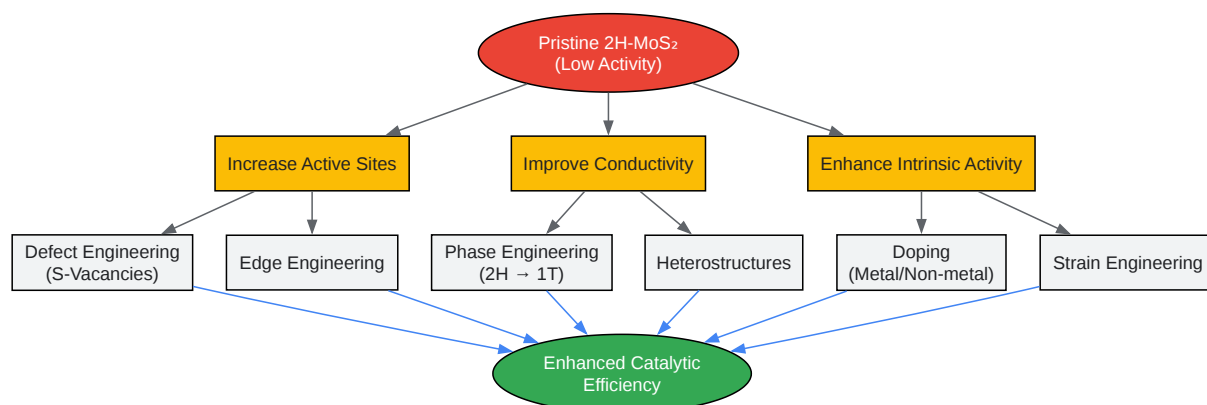 Pristine 2H-MoS₂
(Low Activity)
Increase Active Sites
Improve Conductivity
Enhance Intrinsic Activity
Defect Engineering
(S-Vacancies)
Edge Engineering
Phase Engineering
(2H → 1T)
Heterostructures
Doping
(Metal/Non-metal)
Strain Engineering
Enhanced Catalytic
Efficiency